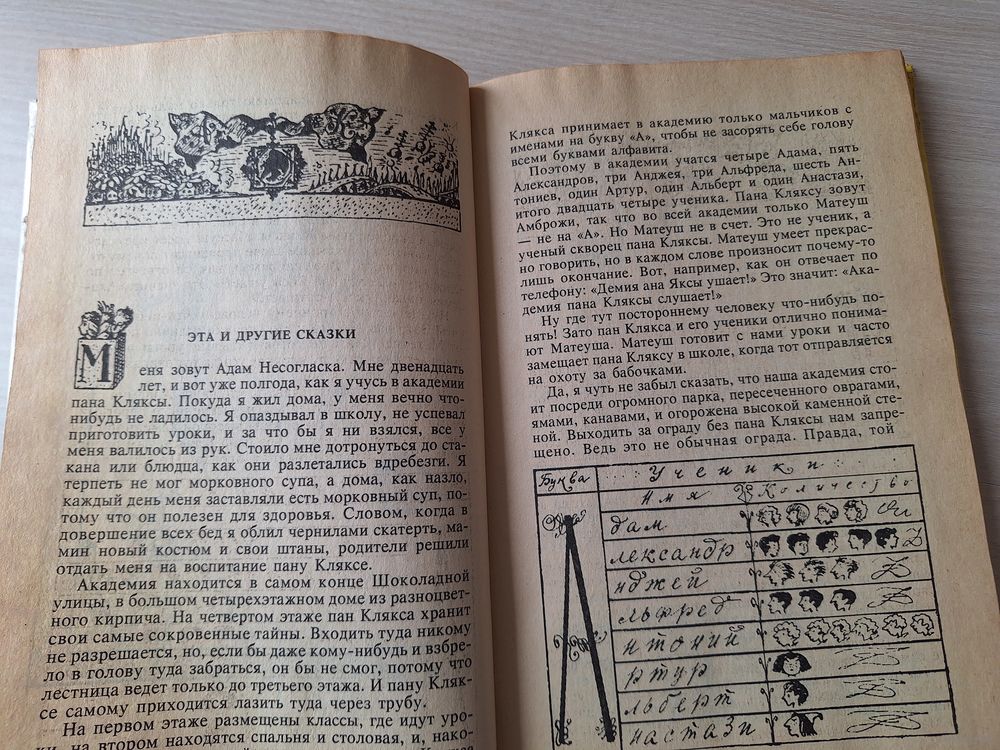 ЭТА И ДРУГИЕ СКАЗКИ
Меня зовут Адам Несогласка. Мне двенадцать
лет, и вот уже полгода, как я учусь в академии
пана Кляксы. Покуда я жил дома, у меня вечно что-
нибудь не ладилось. Я опаздывал в школу, не успевал
приготовить уроки, и за что бы я ни взялся, все у
меня валилось из рук. Стоило мне дотронуться до ста-
кана или блюдца, как они разлетались вдребезги. Я
терпеть не мог морковного супа, а дома, как назло,
каждый день меня заставляли есть морковный суп, по-
тому что он полезен для здоровья. Словом, когда в
довершение всех бед я облил чернилами скатерть, ма-
мин новый костюм и свои штаны, родители решили
отдать меня на воспитание пану Кляксе.
Академия находится в самом конце Шоколадной
улицы, в большом четырехэтажном доме из разноцвет-
ного кирпича. На четвертом этаже пан Клякса хранит
свои самые сокровенные тайны. Входить туда никому
не разрешается, но, если бы даже кому-нибудь и взбре-
ло в голову туда забраться, он бы не смог, потому что
лестница ведет только до третьего этажа. И пану Кляк-
се самому приходится лазить туда через трубу.
На первом этаже размещены классы, где идут уро-
ки, на втором находятся спальня и столовая, и, нако-
Клякса принимает в академию только мальчиков с
именами на букву «А», чтобы не засорять себе голову
всеми буквами алфавита.
Поэтому в академии учатся четыре Адама, пять
Александров, три Анджея, три Альфреда, шесть Ан-
тониев, один Артур, один Альберт и один Анастази,
итого двадцать четыре ученика. Пана Кляксу зовут
Амброжи, так что во всей академии только Матеуш
— не на «А». Но Матеуш не в счет. Это не ученик, а
ученый скворец пана Кляксы. Матеуш умеет прекрас-
но говорить, но в каждом слове произносит почему-то
лишь окончание. Вот, например, как он отвечает по
телефону: «Демия ана Яксы ушает!» Это значит: «Ака-
демия пана Кляксы слушает!»
Ну где тут постороннему человеку что-нибудь по-
нять! Зато пан Клякса и его ученики отлично понима-
ют Матеуша. Матеуш готовит с нами уроки и часто
замещает пана Кляксу в школе, когда тот отправляется
на охоту за бабочками.
Да, я чуть не забыл сказать, что наша академия сто-
ит посреди огромного парка, пересеченного оврагами,
ямами, канавами, и огорожена высокой каменной сте-
ной. Выходить за ограду без пана Кляксы нам запре-
щено. Ведь это не обычная ограда. Правда, той
Буква Ученики
имя Количество
А
дам
лександр
нджей
льфред
нтоний
ртур
льберт
настази